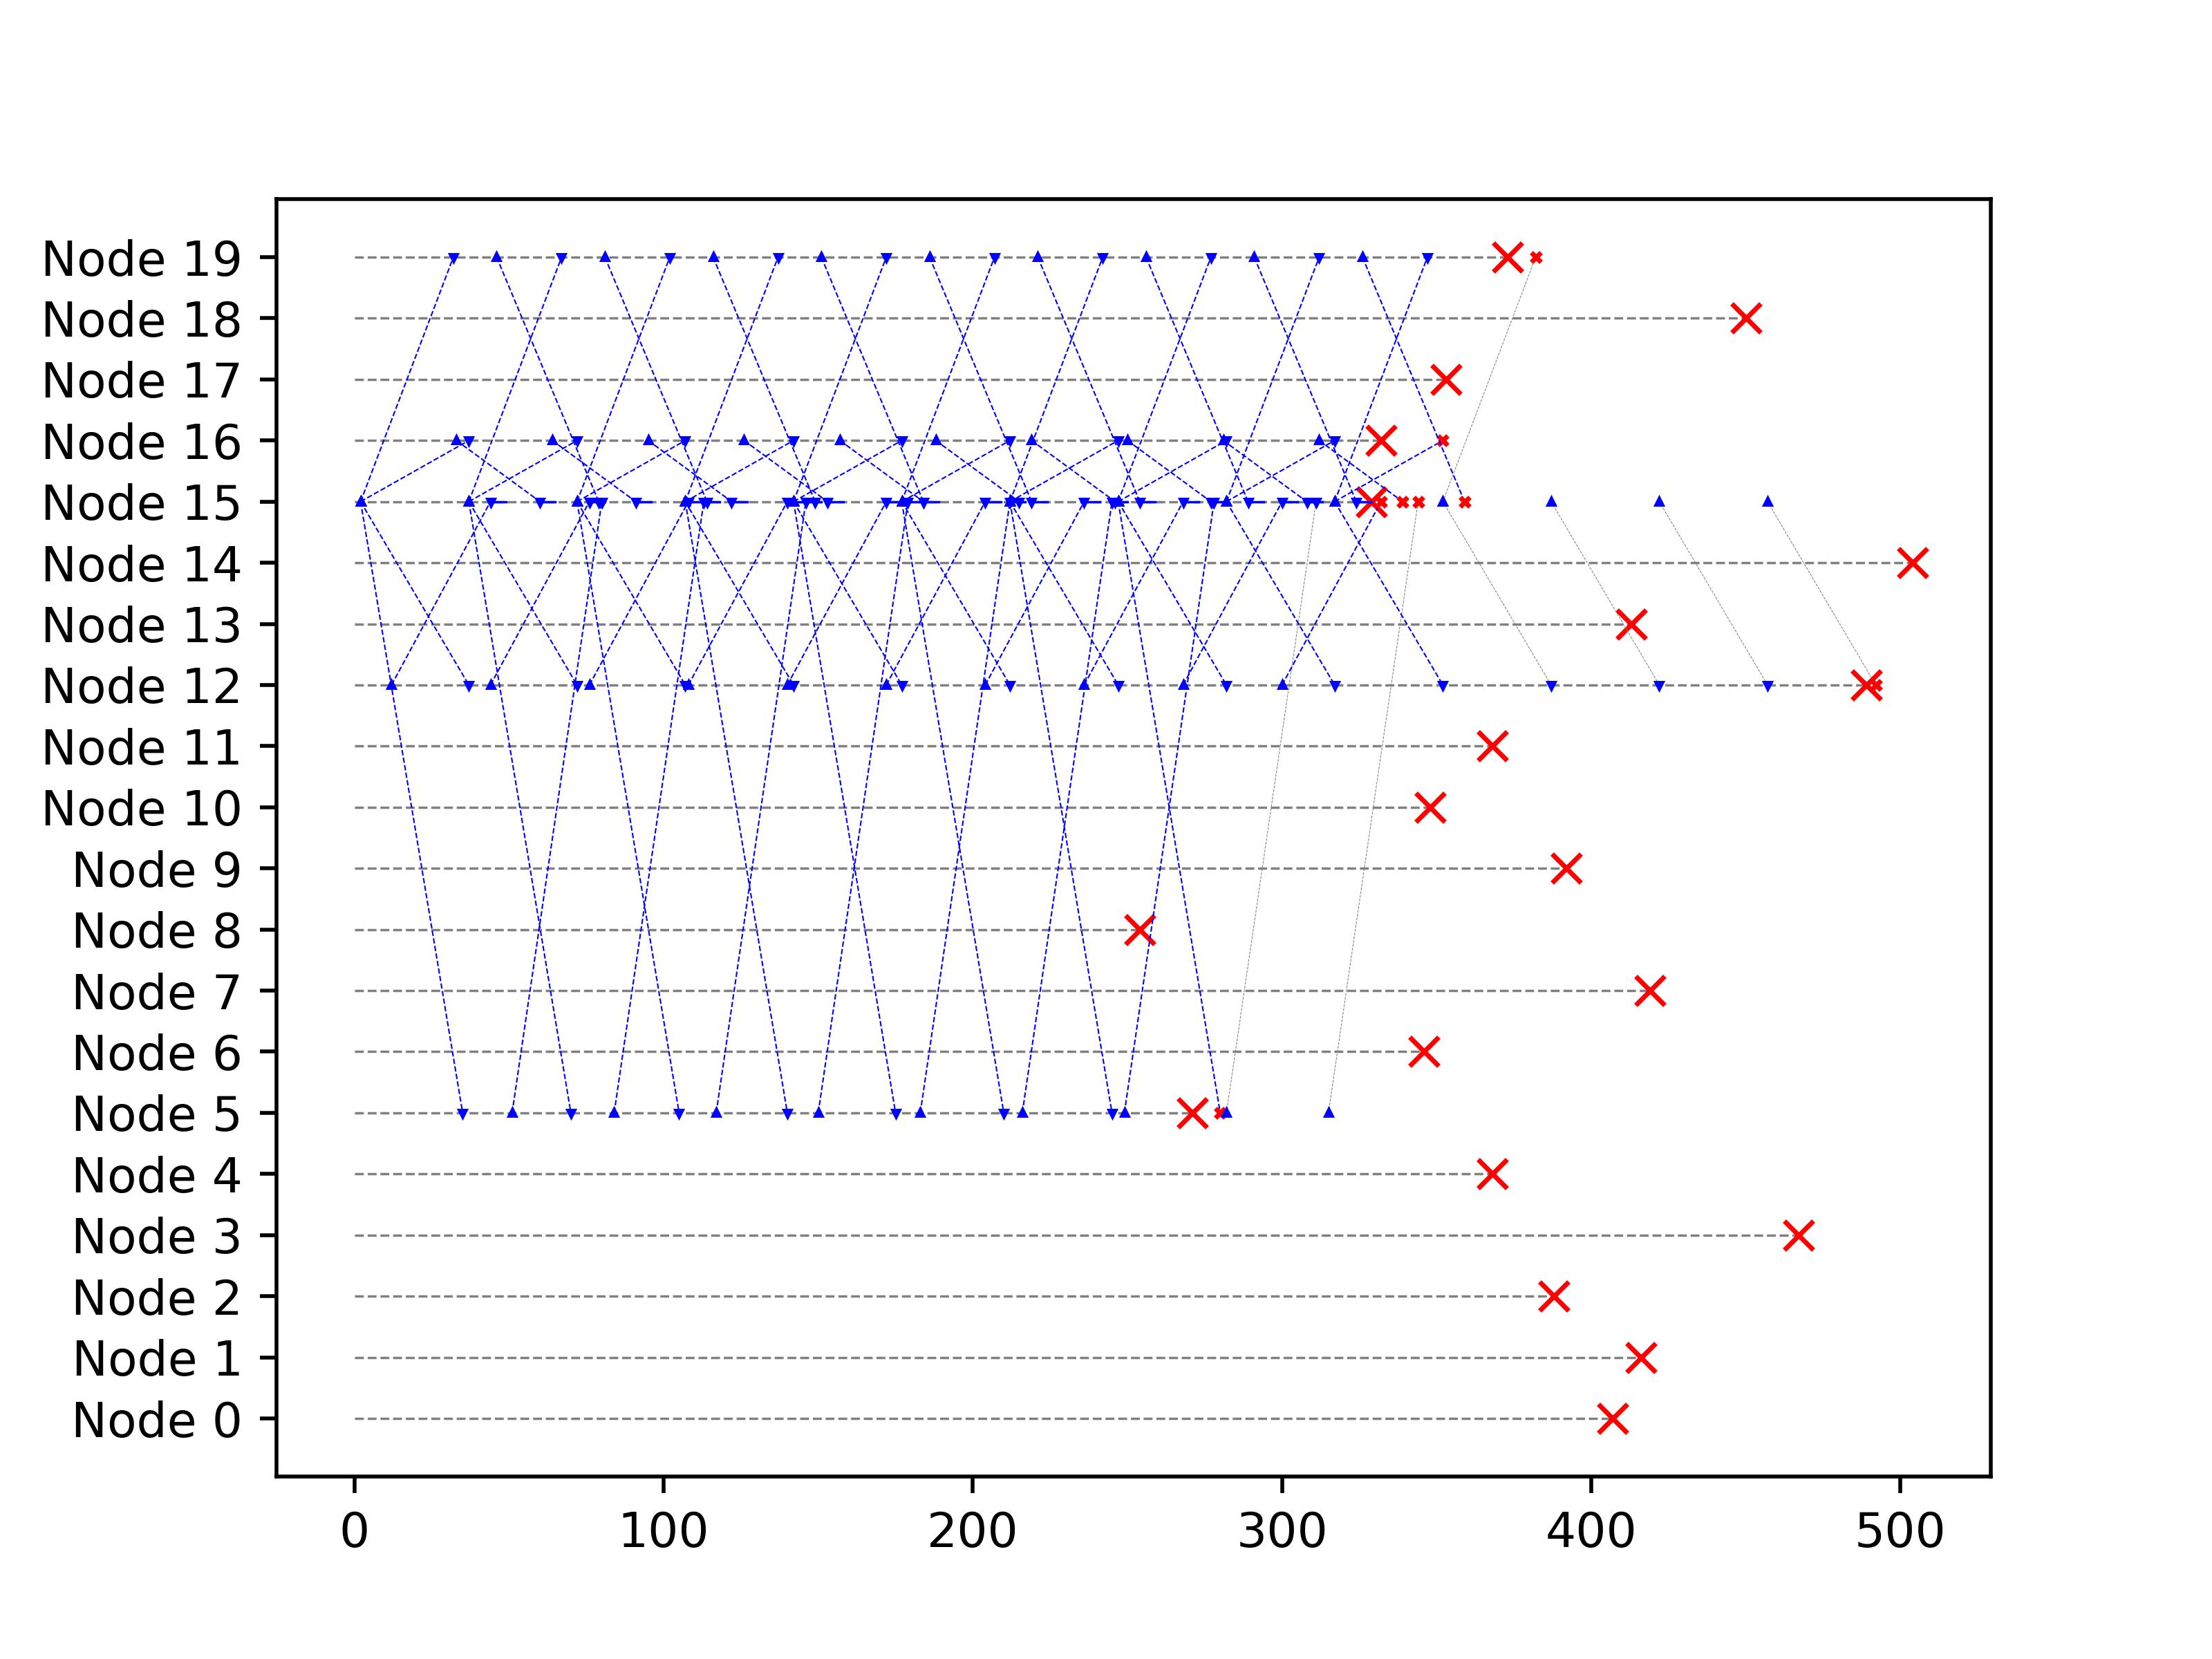 Node 19
Node 18
Node 17
Node 16
Node 15
Node 14
Node 13
Node 12
Node 11
Node 10
Node 9
Node 8
Node 7
Node 6
Node 5
Node 4
Node 3
Node 2
Node 1
Node 0
0 100 200 300 400 500